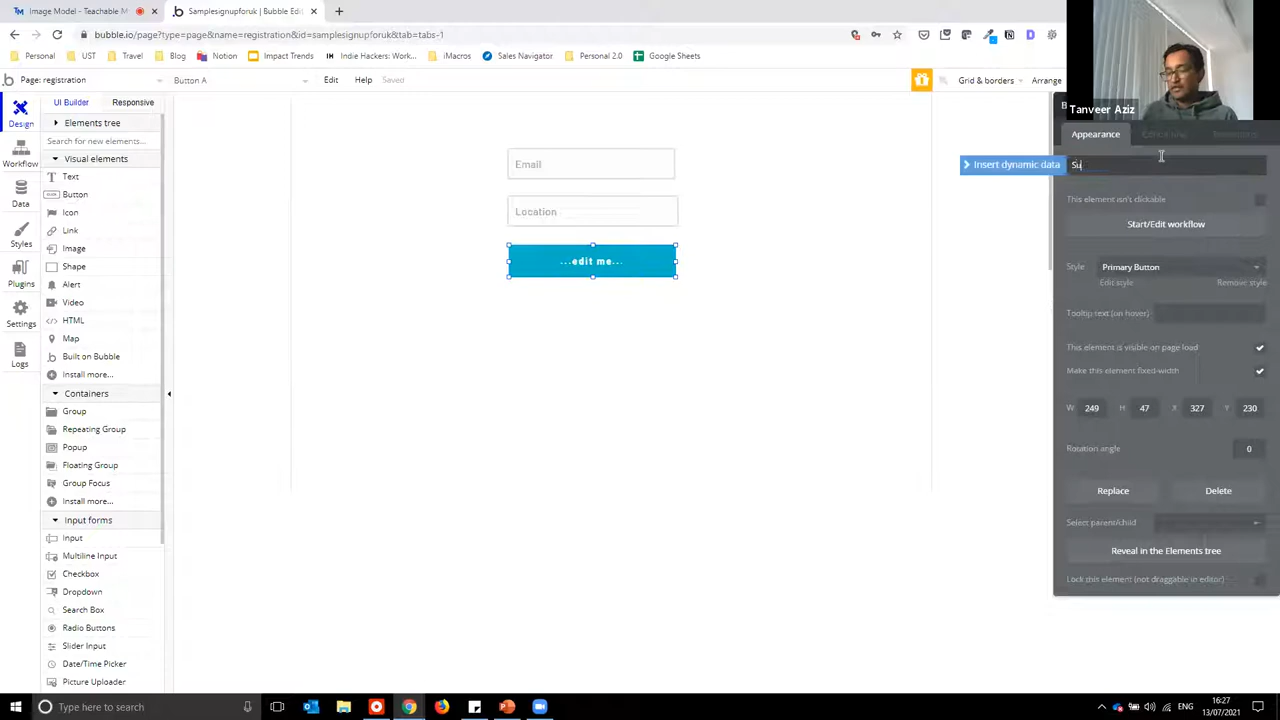 Image Model - Teachable M
Samplesignupforuk | Bubble Edit
bubble.io/page?type=page&name=registration&id=samplesignupforuk&tab=tabs-1
Personal
UST
Blog
Notion
Impact Trends
Indie Hackers: Work...
iMacros
Sales Navigator
Personal 2.0
Google Sheets
Page: registration
Button A
Edit
Help
Saved
Grid & borders
Arrange
Tanveer Aziz
Design
Workflow
Data
Styles
Plugins
Settings
Logs
UI Builder
Responsive
Elements tree
Search for new elements...
Visual elements
Text
Button
Icon
Link
Image
Shape
Alert
Video
HTML
Map
Built on Bubble
Install more...
Containers
Group
Repeating Group
Popup
Floating Group
Group Focus
Install more...
Input forms
Input
Multiline Input
Checkbox
Dropdown
Search Box
Radio Buttons
Slider Input
Date/Time Picker
Picture Uploader
Email
Location
...edit me...
Appearance
Conditional
Insert dynamic data
Su
This element isn't clickable
Start/Edit workflow
Style
Primary Button
Edit style
Remove style
Tooltip text (on hover)
This element is visible on page load
Make this element fixed-width
W 249 H 47 X 327 Y 230
Rotation angle
0
Replace
Delete
Select parent/child
Reveal in the Elements tree
Lock this element (not draggable in editor)
Type here to search
16:27
13/07/2021